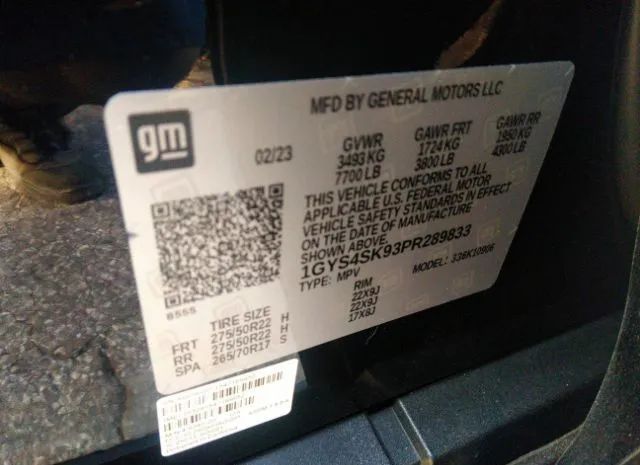 MFD BY GENERAL MOTORS LLC
gm
02/23
GVWR GAWR FRT GAWR RR
3493 KG 1724 KG 1950 KG
7700 LB 3800 LB 4300 LB
THIS VEHICLE CONFORMS TO ALL
APPLICABLE U.S. FEDERAL MOTOR
VEHICLE SAFETY STANDARDS IN EFFECT
ON THE DATE OF MANUFACTURE
SHOWN ABOVE.
1GYS4SK93PR289833
TYPE: MPV MODEL: 336K10906
B555
TIRE SIZE RIM
FRT 275/50R22 H 22X9J
RR 275/50R22 H 22X9J
SPA 265/70R17 S 17X8J